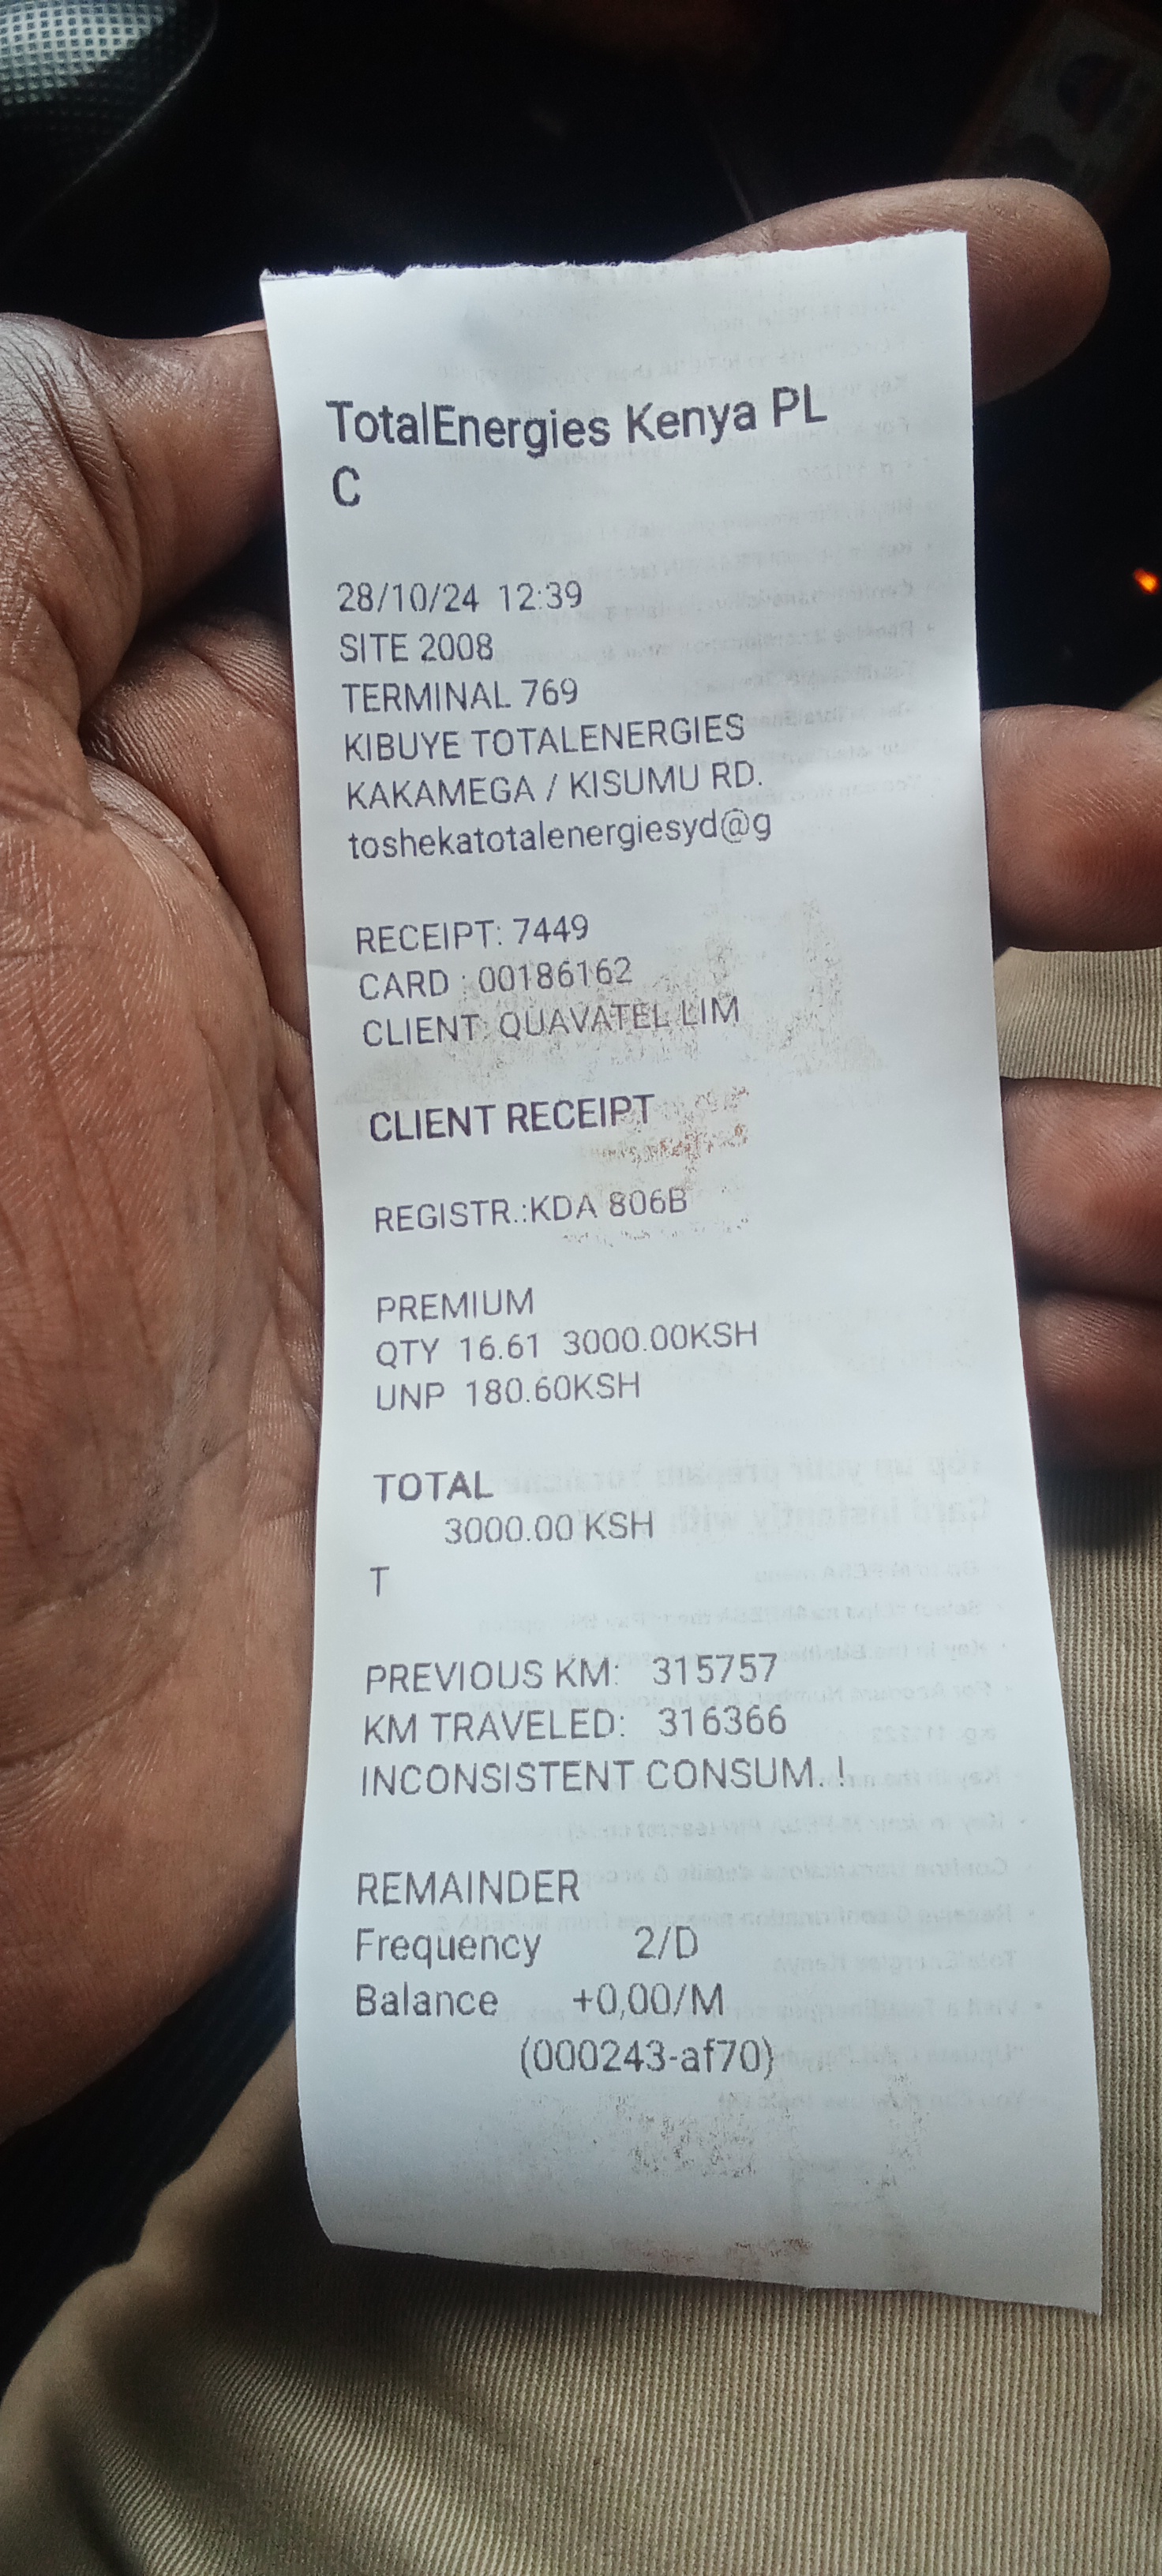 TotalEnergies Kenya PL
C
28/10/24 12:39
SITE 2008
TERMINAL 769
KIBUYE TOTALENERGIES
KAKAMEGA / KISUMU RD.
toshekatotalenergiesyd@g
RECEIPT: 7449
CARD : 00186162
CLIENT: QUAVATEL LIM
CLIENT RECEIPT
REGISTR.:KDA 806B
PREMIUM
QTY 16.61 3000.00KSH
UNP 180.60KSH
TOTAL
3000.00 KSH
T
PREVIOUS KM: 315757
KM TRAVELED: 316366
INCONSISTENT CONSUM. !
REMAINDER
Frequency 2/D
Balance +0,00/M
(000243-af70)